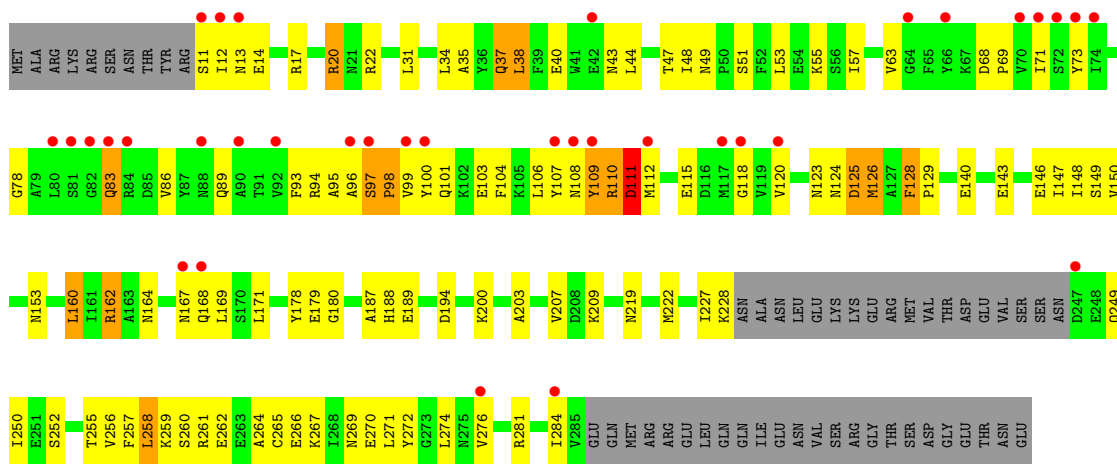 MET ALA ARG LYS ARG SER ASN THR TYR ARG S11 I12 N13 E14 R17 R20 N21 R22 L31 L34 A35 Y36 Q37 L38 F39 E40 W41 E42 N43 L44 T47 I48 N49 P50 S51 F52 L53 E54 K55 S56 I57 V63 G64 F65 Y66 K67 D68 P69 V70 I71 S72 Y73 I74
G78 A79 L80 S81 G82 Q83 R84 D85 V86 Y87 N88 Q89 A90 T91 V92 F93 R94 A95 A96 S97 P98 V99 Y100 Q101 K102 E103 F104 K105 L106 Y107 N108 Y109 R110 D111 M112 E115 D116 M117 G118 V119 V120 N123 N124 D125 M126 A127 F128 P129 E140 E143 E146 I147 I148 S149 V150
N153 L160 I161 R162 A163 N164 N167 Q168 L169 S170 L171 Y178 E179 G180 A187 H188 E189 D194 K200 A203 V207 D208 K209 N219 M222 I227 K228 ASN ALA ASN LEU GLU LYS LYS GLU ARG MET VAL THR ASP GLU VAL SER SER ASN D247 E248 Q249
I250 E251 S252 T255 V256 F257 L258 K259 S260 R261 E262 E263 A264 C265 E266 K267 I268 N269 E270 L271 Y272 G273 L274 N275 V276 R281 I284 V285 GLU GLN MET ARG ARG GLU LEU GLN GLN ILE GLU ASN VAL SER ARG GLY THR SER ASP GLY GLU THR ASN GLU